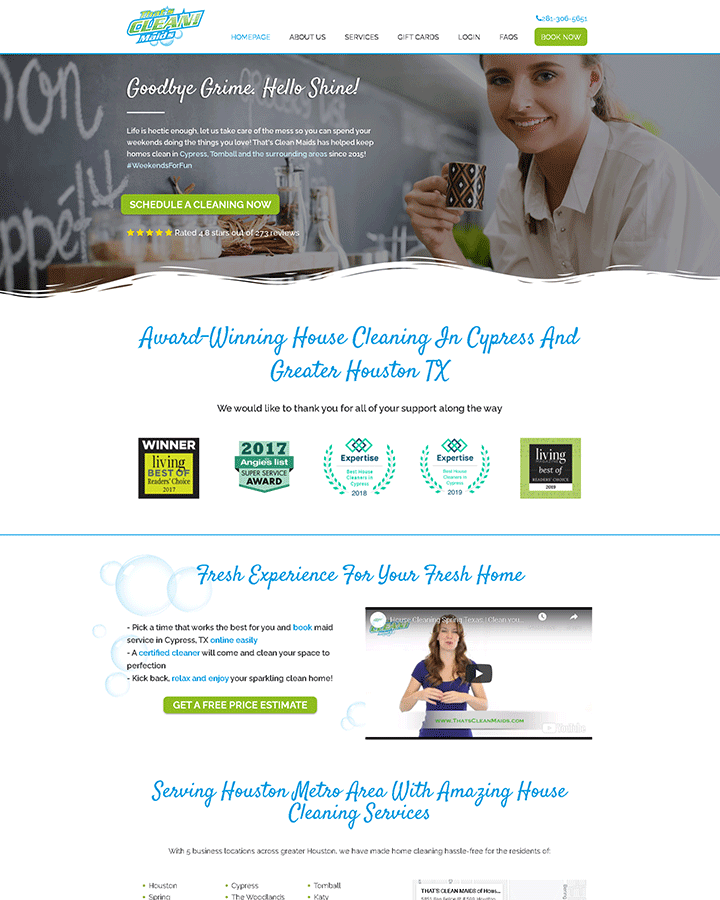 That's
CLEAN!
Maids
281-306-5651
HOMEPAGE ABOUT US SERVICES GIFT CARDS LOGIN FAQS BOOK NOW
Goodbye Grime. Hello Shine!
Life is hectic enough, let us take care of the mess so you can spend your
weekends doing the things you love! That's Clean Maids has helped keep
homes clean in Cypress, Tomball and the surrounding areas since 2015!
#WeekendsForFun
SCHEDULE A CLEANING NOW
Rated 4.8 stars out of 273 reviews
Award-Winning House Cleaning In Cypress And
Greater Houston TX
We would like to thank you for all of your support along the way
WINNER
living
BEST OF
Readers' Choice
2017
2017
Angie's list
SUPER SERVICE
AWARD
Expertise
Best House
Cleaners in
Cypress
2018
Expertise
Best House
Cleaners in
Cypress
2019
living
best of
READERS' CHOICE
2019
Fresh Experience For Your Fresh Home
- Pick a time that works the best for you and book maid
service in Cypress, TX online easily
- A certified cleaner will come and clean your space to
perfection
- Kick back, relax and enjoy your sparkling clean home!
GET A FREE PRICE ESTIMATE
House Cleaning Spring Texas | Clean you...
WWW.THATSCLEANMAIDS.COM
YouTube
Serving Houston Metro Area With Amazing House
Cleaning Services
With 5 business locations across greater Houston, we have made home cleaning hassle-free for the residents of:
• Houston
• Spring
• Cypress
• The Woodlands
• Tomball
• Katy
THAT'S CLEAN MAIDS of Hous...